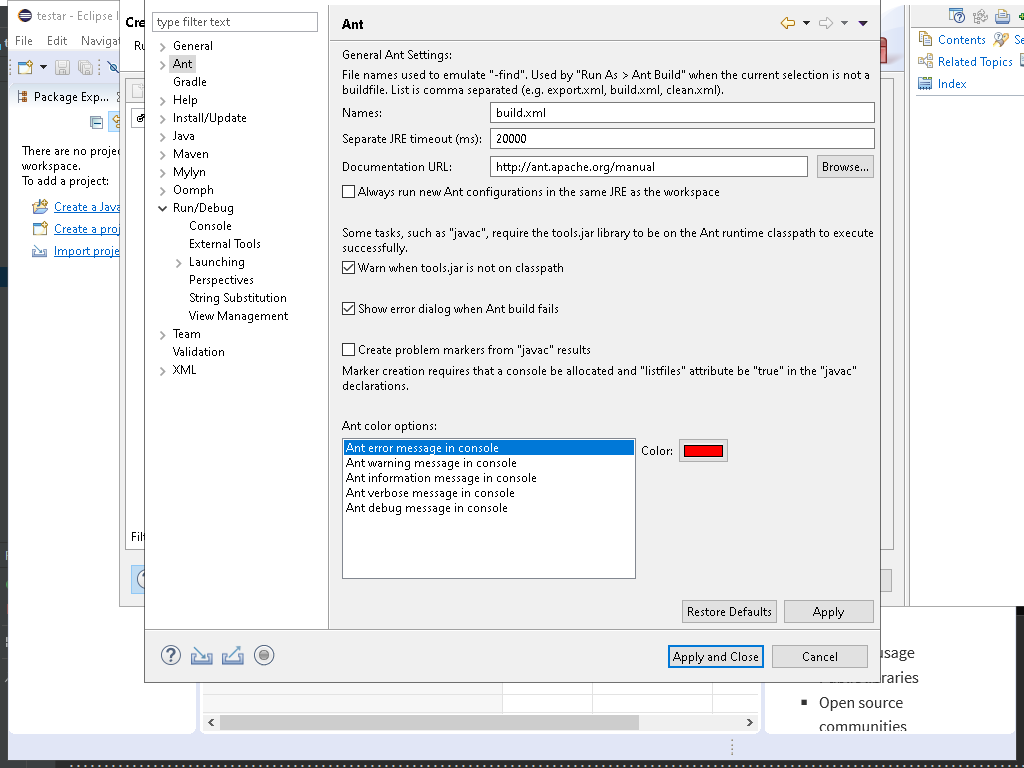 testar - Eclipse I
File Edit Navigat
Package Exp...
There are no proje
workspace.
To add a project:
Create a Java
Create a proj
Import proje
Cre
Ru
Filt
type filter text
General
Ant
Gradle
Help
Install/Update
Java
Maven
Mylyn
Oomph
Run/Debug
Console
External Tools
Launching
Perspectives
String Substitution
View Management
Team
Validation
XML
Ant
General Ant Settings:
File names used to emulate "-find". Used by "Run As > Ant Build" when the current selection is not a
buildfile. List is comma separated (e.g. export.xml, build.xml, clean.xml).
Names: build.xml
Separate JRE timeout (ms): 20000
Documentation URL: http://ant.apache.org/manual Browse...
Always run new Ant configurations in the same JRE as the workspace
Some tasks, such as "javac", require the tools.jar library to be on the Ant runtime classpath to execute
successfully.
Warn when tools.jar is not on classpath
Show error dialog when Ant build fails
Create problem markers from "javac" results
Marker creation requires that a console be allocated and "listfiles" attribute be "true" in the "javac"
declarations.
Ant color options:
Ant error message in console
Ant warning message in console
Ant information message in console
Ant verbose message in console
Ant debug message in console
Color:
Restore Defaults Apply
Apply and Close Cancel
Contents Se
Related Topics
Index
usage
raries
Open source
communities